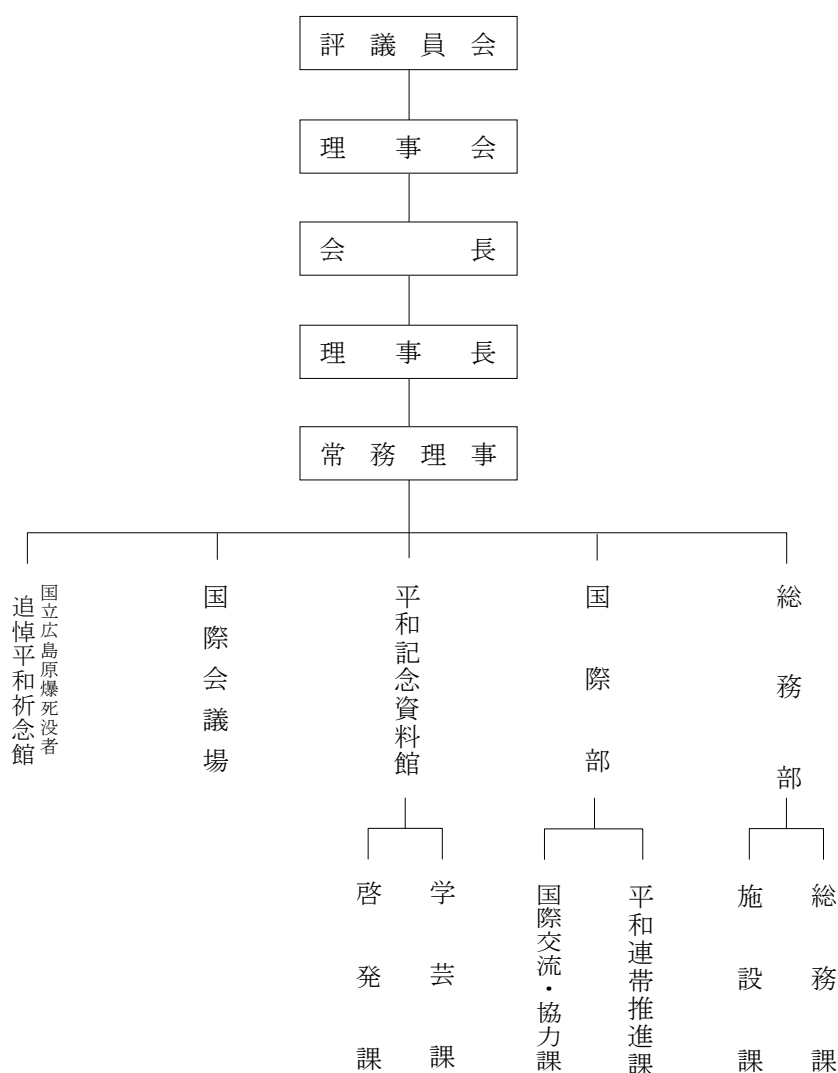 評議員会
理事会
会長
理事長
常務理事
総務部
国際部
平和記念資料館
国際会議場
国立広島原爆死没者
追悼平和祈念館
総務課
施設課
平和連帯推進課
国際交流・協力課
学芸課
啓発課